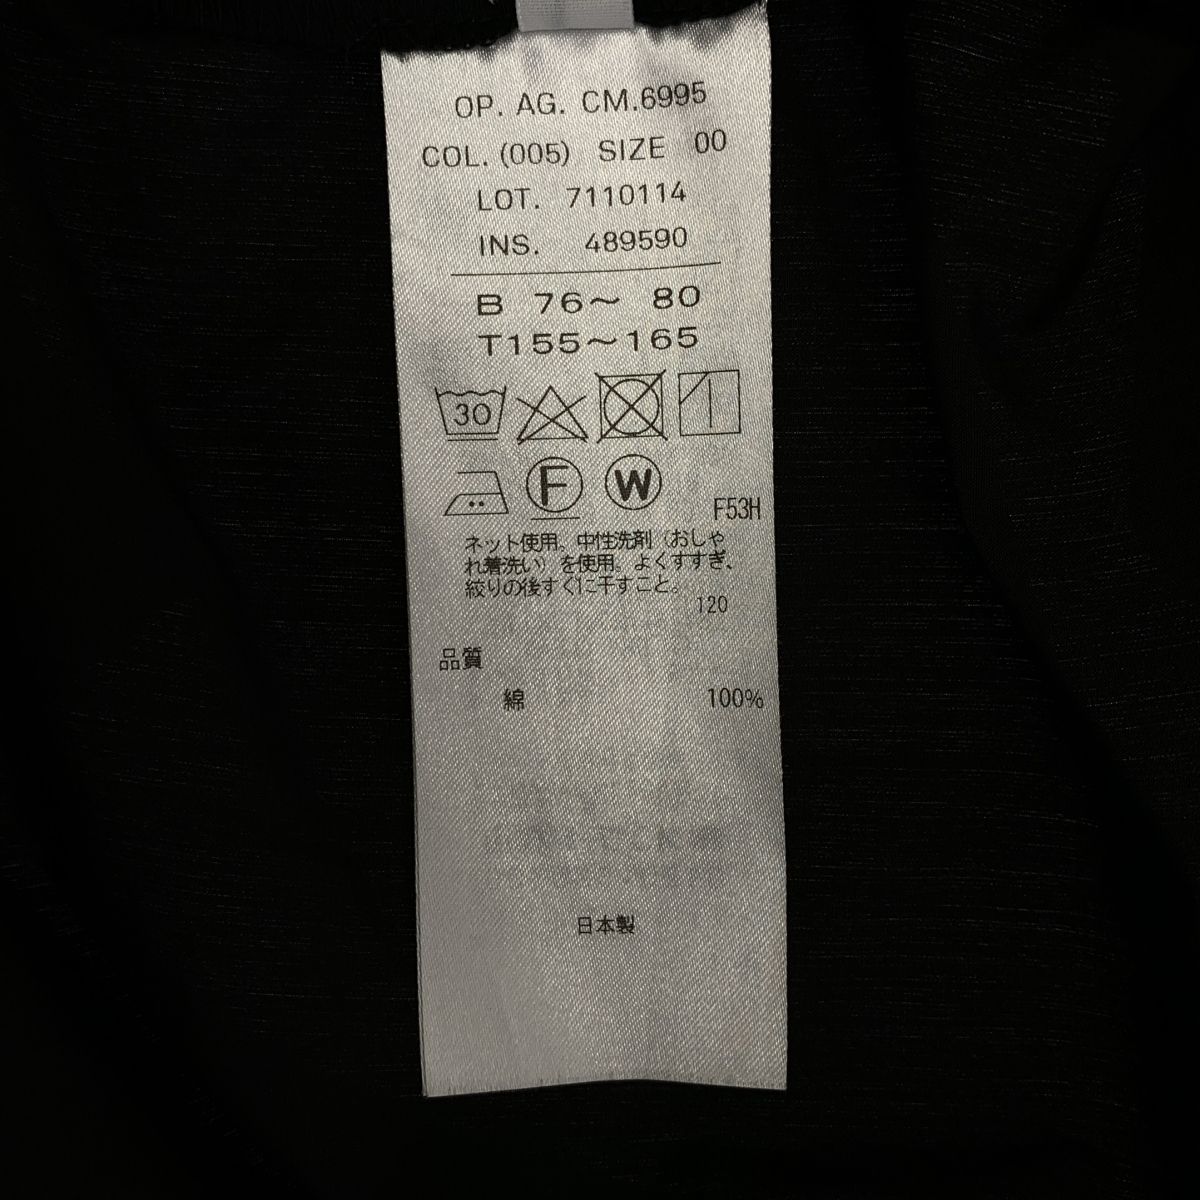 OP. AG. CM.6995
COL. (005) SIZE 00
LOT. 7110114
INS. 489590
B 76～ 80
T155～165
30
F W
F53H
ネット使用、中性洗剤（おしゃ
れ着洗い）を使用。よくすすぎ、
絞りの後すぐに干すこと。
120
品質
綿 100%
日本製